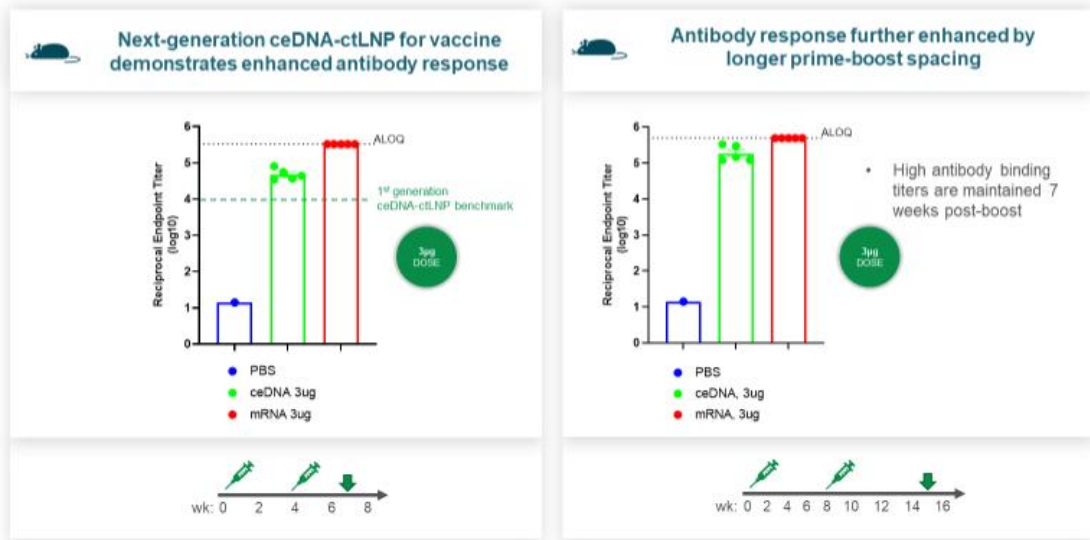 Next-generation ceDNA-ctLNP for vaccine
demonstrates enhanced antibody response
Reciprocal Endpoint Titer
(log10)
6
5
4
3
2
1
0
ALOQ
1st generation
ceDNA-ctLNP benchmark
3µg
DOSE
PBS
ceDNA 3ug
mRNA 3ug
wk: 0 2 4 6 8
Antibody response further enhanced by
longer prime-boost spacing
Reciprocal Endpoint Titer
(log10)
6
5
4
3
2
1
0
ALOQ
• High antibody binding
titers are maintained 7
weeks post-boost
3µg
DOSE
PBS
ceDNA, 3ug
mRNA, 3ug
wk: 0 2 4 6 8 10 12 14 16